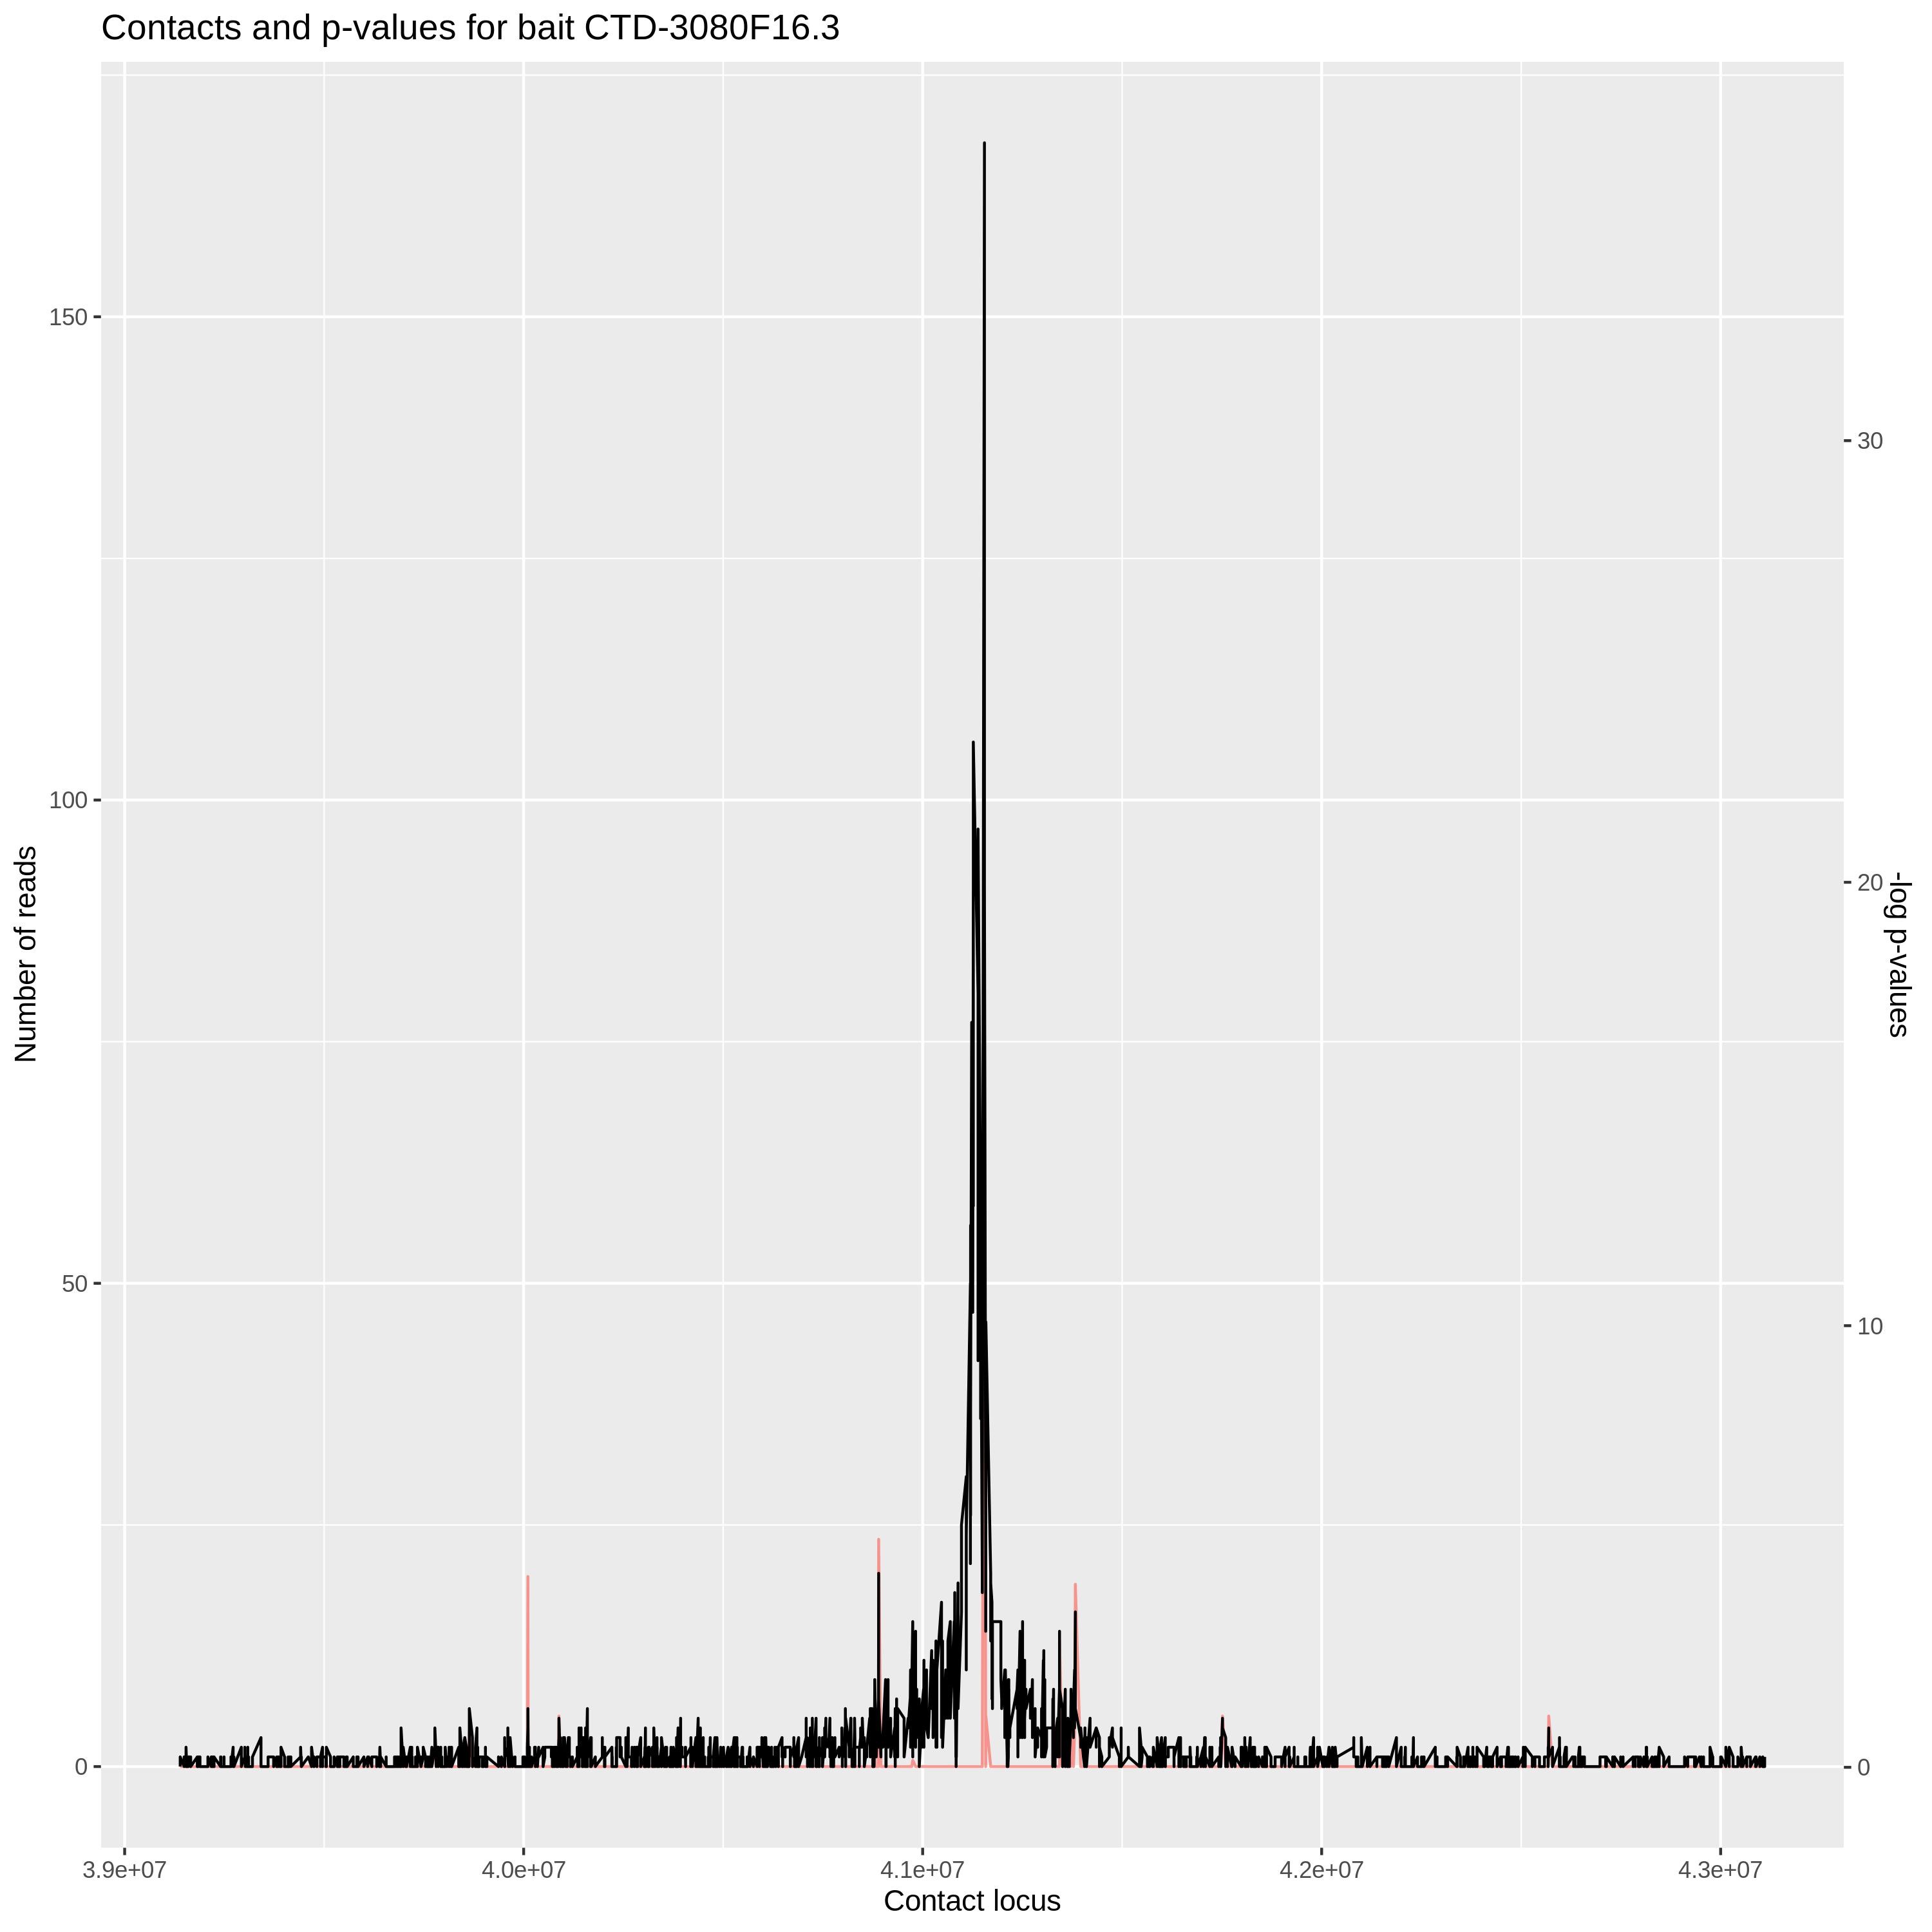 Contacts and p-values for bait CTD-3080F16.3
Number of reads
150
100
50
0
30
20
10
0
-log p-values
3.9e+07 4.0e+07 4.1e+07 4.2e+07 4.3e+07
Contact locus